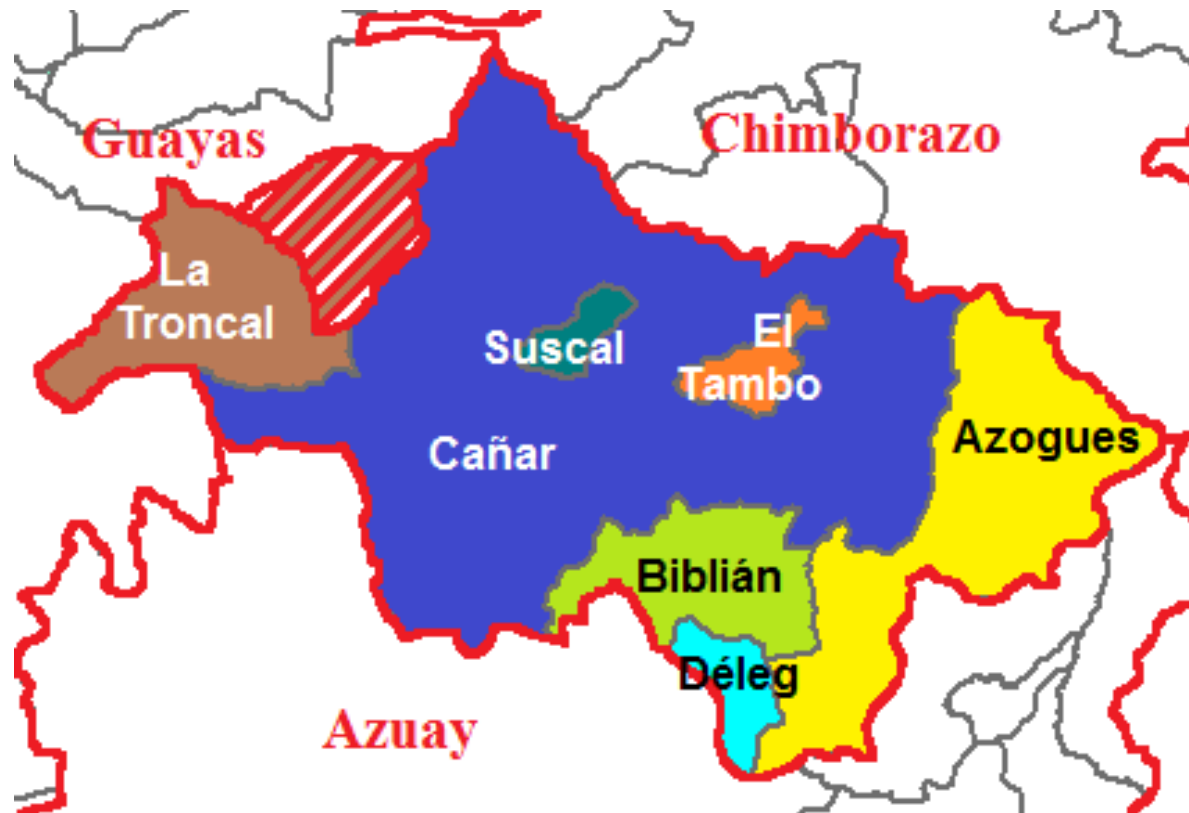 Guayas
Chimborazo
La
Troncal
Suscal
El
Tambo
Azogues
Cañar
Biblián
Déleg
Azuay